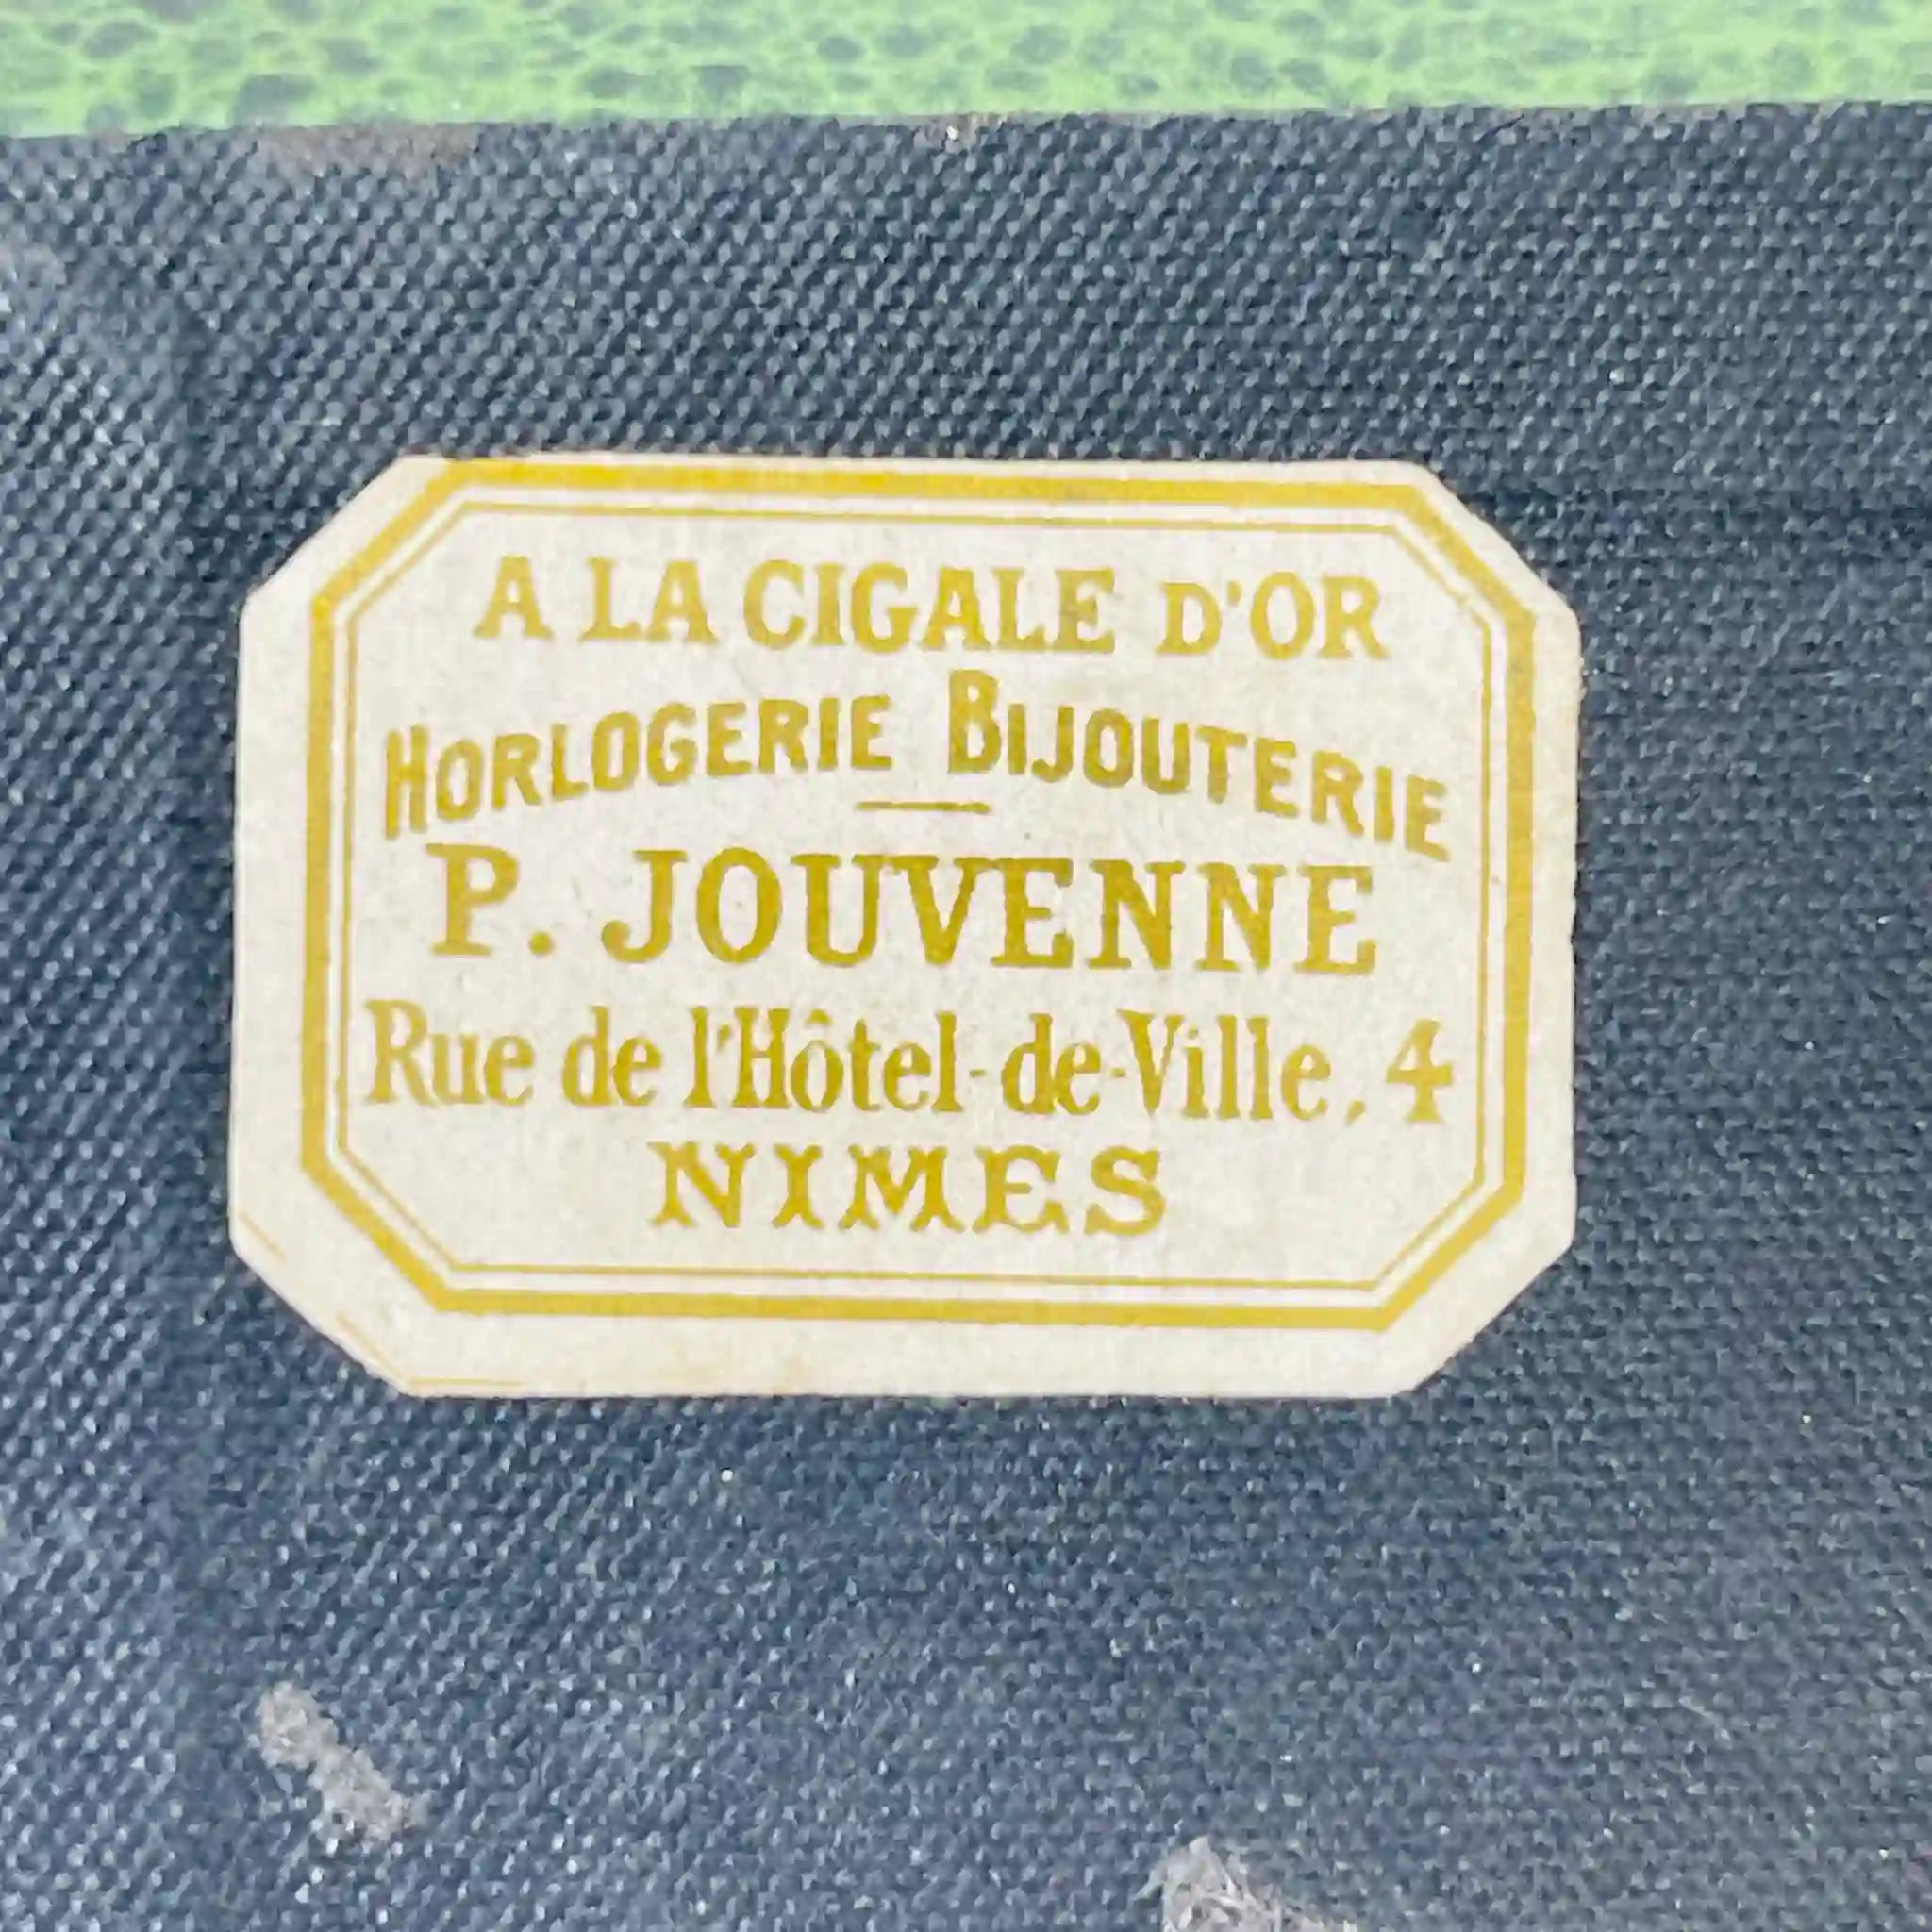 A LA CIGALE D'OR
HORLOGERIE BIJOUTERIE
P. JOUVENNE
Rue de l'Hôtel-de-Ville, 4
NIMES